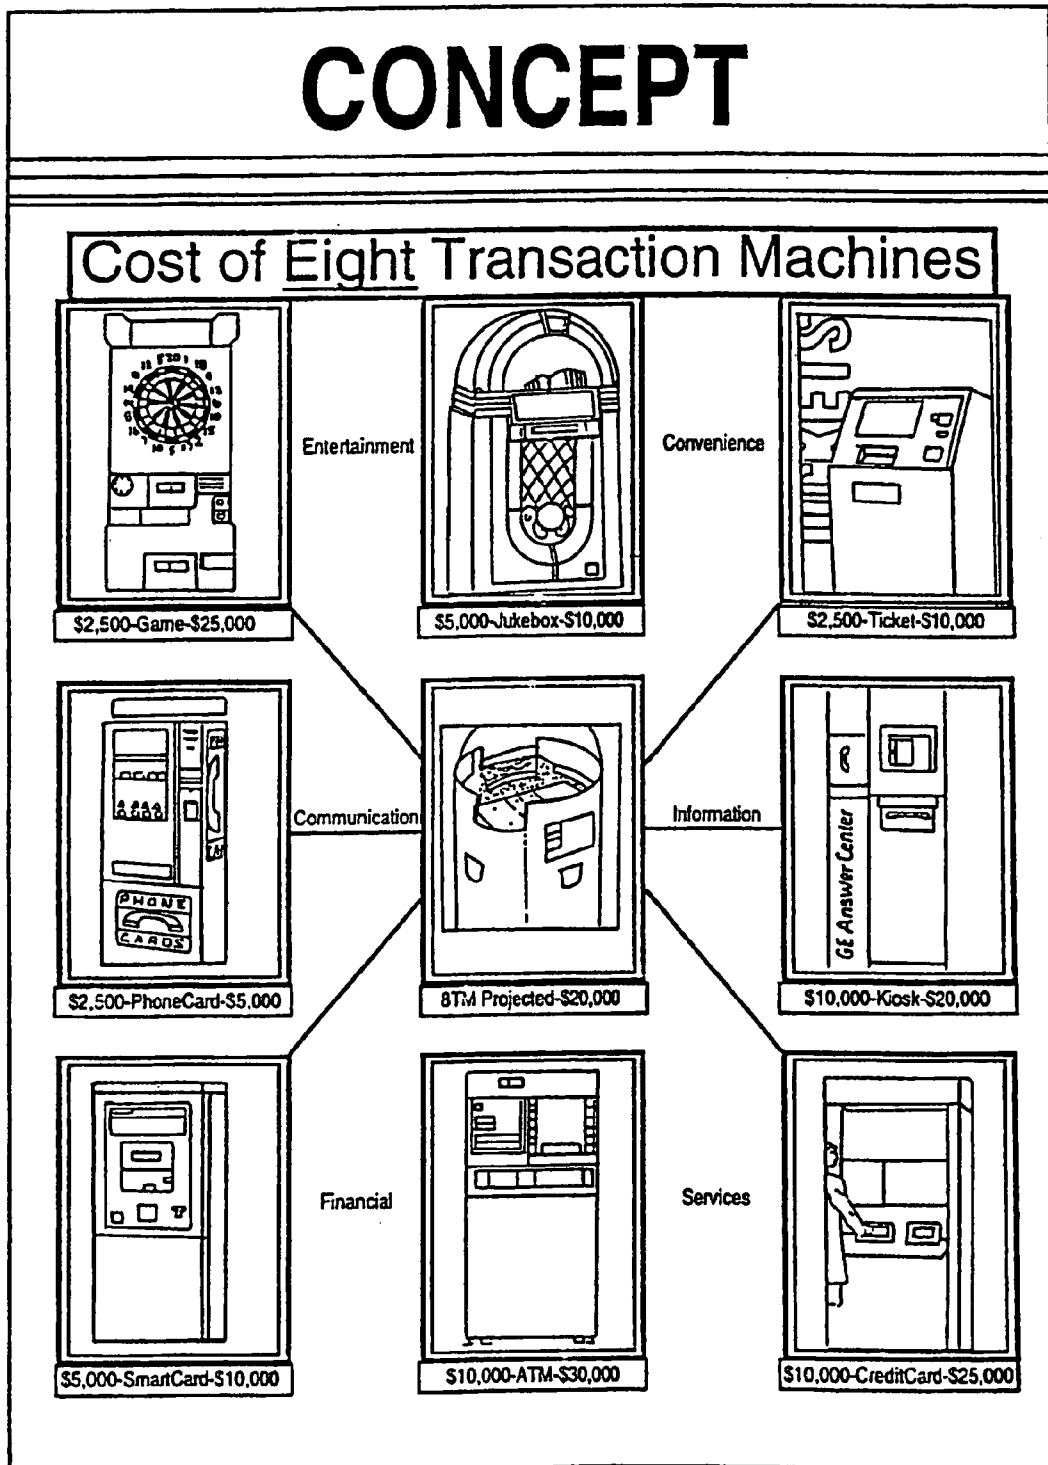 CONCEPT
Cost of Eight Transaction Machines
Entertainment
Convenience
$2,500-Game-$25,000
$5,000-Jukebox-$10,000
$2,500-Ticket-$10,000
PHONE
CARDS
Communication
Information
GE Answer Center
$2,500-PhoneCard-$5,000
8TM Projected-$20,000
$10,000-Kiosk-$20,000
Financial
Services
$5,000-SmartCard-$10,000
$10,000-ATM-$30,000
$10,000-CreditCard-$25,000